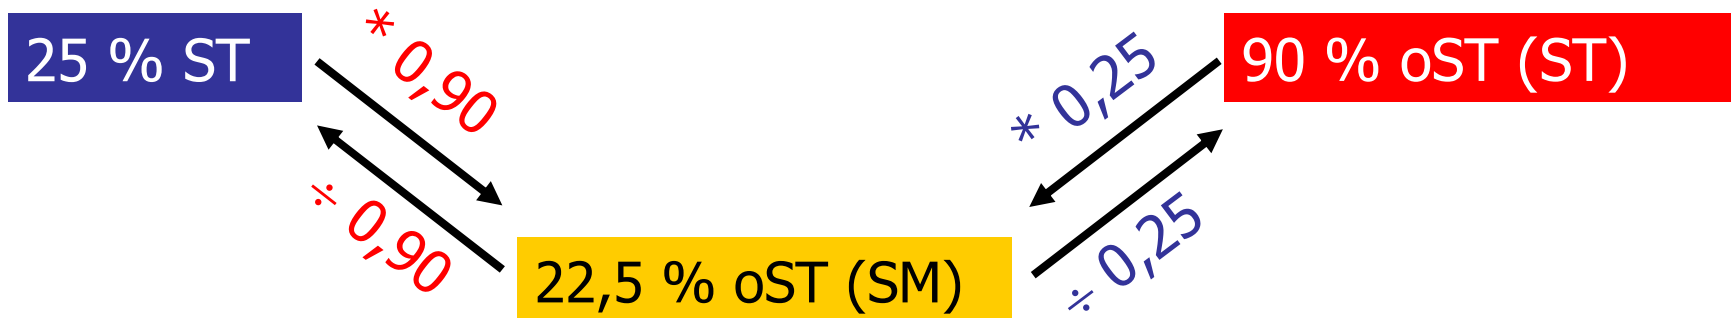 25 % ST
* 0,90
÷ 0,90
22,5 % oST (SM)
* 0,25
÷ 0,25
90 % oST (ST)